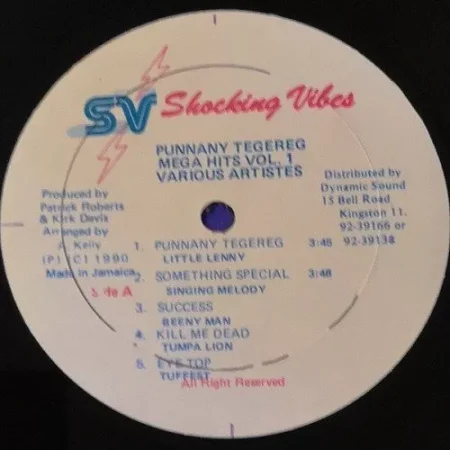 SV Shocking Vibes
PUNNANY TEGEREG
MEGA HITS VOL. 1
VARIOUS ARTISTES
Produced by
Patrick Roberts
& Kirk Davis
Arranged by
Kelly
(P) (C) 1990
Made in Jamaica
Side A
Distributed by
Dynamic Sound
15 Bell Road
Kingston 11.
92-39166 or
92-39138
1. PUNNANY TEGEREG 3:45
LITTLE LENNY
2. SOMETHING SPECIAL 3:48
SINGING MELODY
3. SUCCESS
BEENY MAN
4. KILL ME DEAD
TUMPA LION
5. EYE TOP
TUFFEST
All Right Reserved